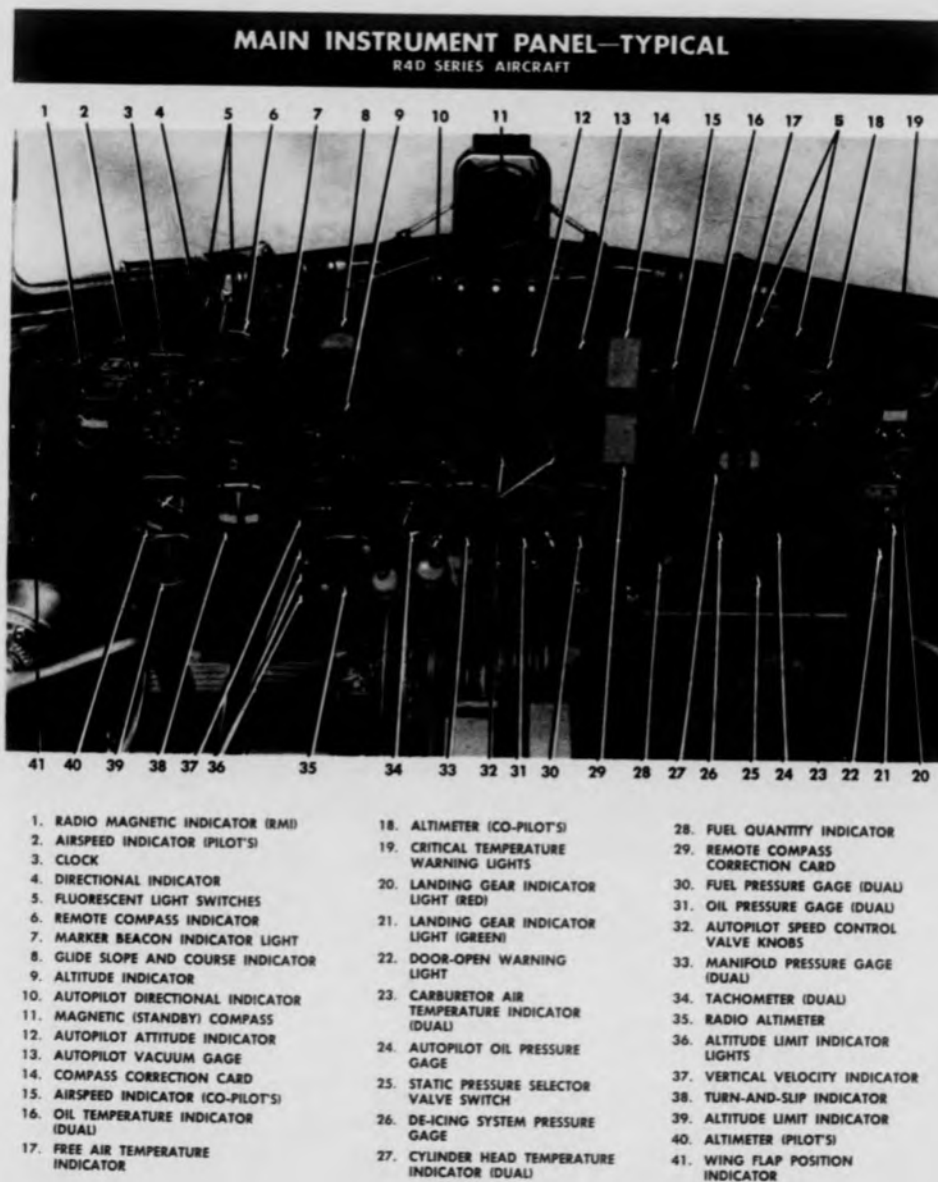 MAIN INSTRUMENT PANEL—TYPICAL
R4D SERIES AIRCRAFT
1 2 3 4 5 6 7 8 9 10 11 12 13 14 15 16 17 5 18 19
41 40 39 38 37 36 35 34 33 32 31 30 29 28 27 26 25 24 23 22 21 20
1. RADIO MAGNETIC INDICATOR (RMI)
2. AIRSPEED INDICATOR (PILOT'S)
3. CLOCK
4. DIRECTIONAL INDICATOR
5. FLUORESCENT LIGHT SWITCHES
6. REMOTE COMPASS INDICATOR
7. MARKER BEACON INDICATOR LIGHT
8. GLIDE SLOPE AND COURSE INDICATOR
9. ALTITUDE INDICATOR
10. AUTOPILOT DIRECTIONAL INDICATOR
11. MAGNETIC (STANDBY) COMPASS
12. AUTOPILOT ATTITUDE INDICATOR
13. AUTOPILOT VACUUM GAGE
14. COMPASS CORRECTION CARD
15. AIRSPEED INDICATOR (CO-PILOT'S)
16. OIL TEMPERATURE INDICATOR
(DUAL)
17. FREE AIR TEMPERATURE
INDICATOR
18. ALTIMETER (CO-PILOT'S)
19. CRITICAL TEMPERATURE
WARNING LIGHTS
20. LANDING GEAR INDICATOR
LIGHT (RED)
21. LANDING GEAR INDICATOR
LIGHT (GREEN)
22. DOOR-OPEN WARNING
LIGHT
23. CARBURETOR AIR
TEMPERATURE INDICATOR
(DUAL)
24. AUTOPILOT OIL PRESSURE
GAGE
25. STATIC PRESSURE SELECTOR
VALVE SWITCH
26. DE-ICING SYSTEM PRESSURE
GAGE
27. CYLINDER HEAD TEMPERATURE
INDICATOR (DUAL)
28. FUEL QUANTITY INDICATOR
29. REMOTE COMPASS
CORRECTION CARD
30. FUEL PRESSURE GAGE (DUAL)
31. OIL PRESSURE GAGE (DUAL)
32. AUTOPILOT SPEED CONTROL
VALVE KNOBS
33. MANIFOLD PRESSURE GAGE
(DUAL)
34. TACHOMETER (DUAL)
35. RADIO ALTIMETER
36. ALTITUDE LIMIT INDICATOR
LIGHTS
37. VERTICAL VELOCITY INDICATOR
38. TURN-AND-SLIP INDICATOR
39. ALTITUDE LIMIT INDICATOR
40. ALTIMETER (PILOT'S)
41. WING FLAP POSITION
INDICATOR